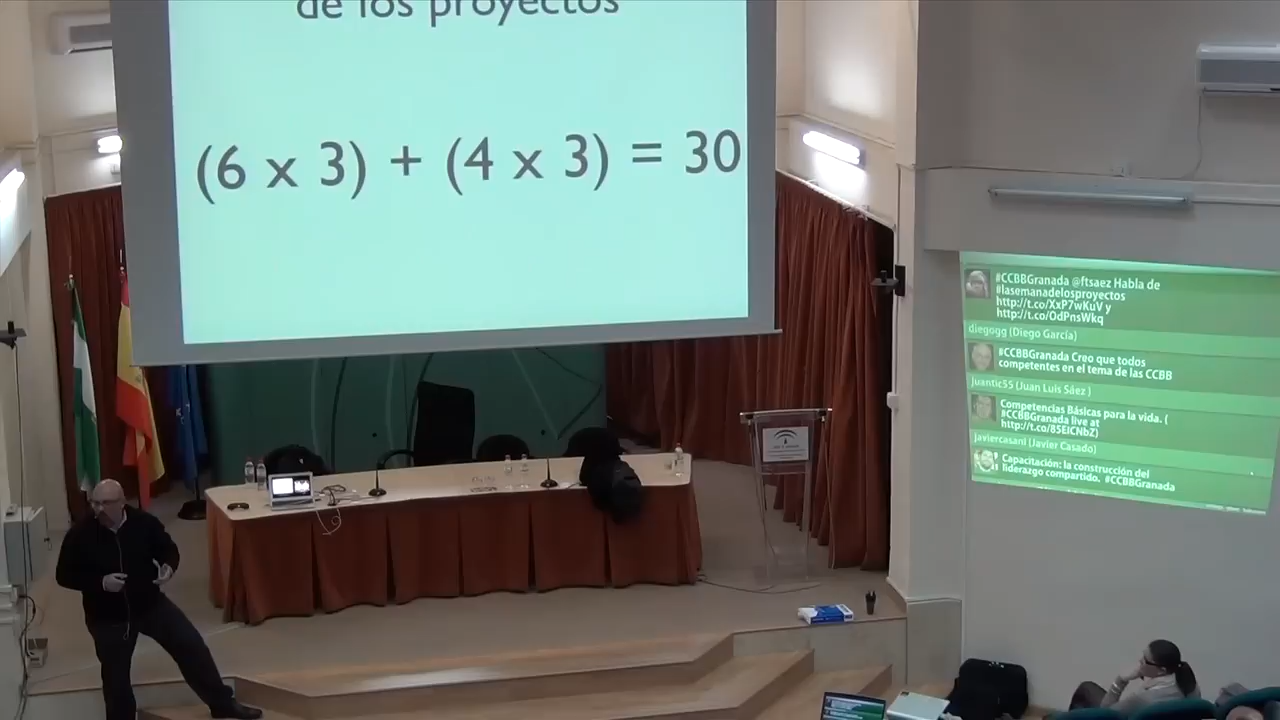 de los proyectos
(6 x 3) + (4 x 3) = 30
#CCBBGranada @ftsaez Habla de
#lasemanadelosproyectos
http://t.co/XxP7wKuV y
http://t.co/OdPnsWkq
diegogg (Diego García)
#CCBBGranada Creo que todos
competentes en el tema de las CCBB
Juantic55 (Juan Luis Sáez )
Competencias Básicas para la vida. (
#CCBBGranada live at
http://t.co/85EiCNbZ)
javiercasani (Javier Casado)
Capacitación: la construcción del
liderazgo compartido. #CCBBGranada